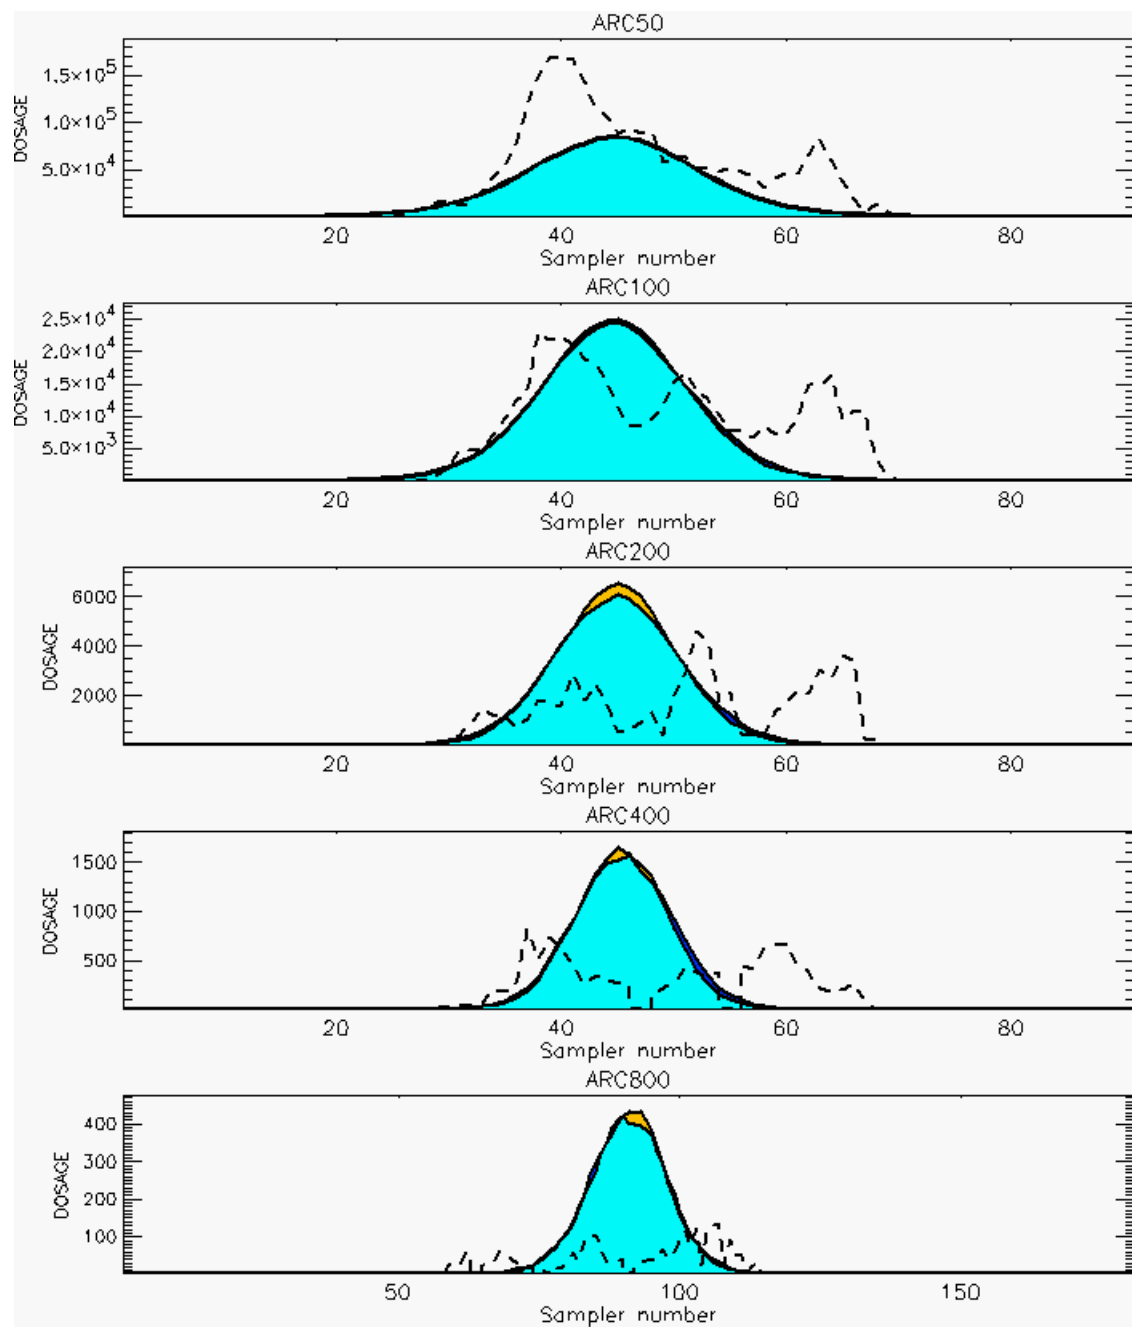 ARC50
1.5×10⁵
1.0×10⁵
5.0×10⁴
DOSAGE
20 40 60 80
Sampler number
ARC100
2.5×10⁴
2.0×10⁴
1.5×10⁴
1.0×10⁴
5.0×10³
DOSAGE
20 40 60 80
Sampler number
ARC200
6000
4000
2000
DOSAGE
20 40 60 80
Sampler number
ARC400
1500
1000
500
DOSAGE
20 40 60 80
Sampler number
ARC800
400
300
200
100
DOSAGE
50 100 150
Sampler number